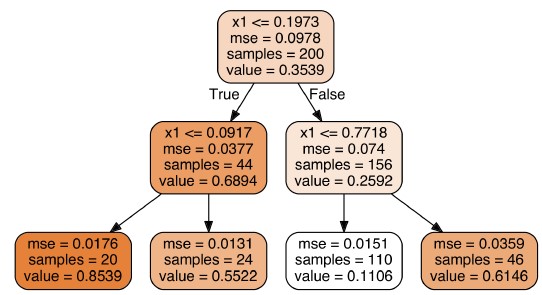 x1 <= 0.1973
mse = 0.0978
samples = 200
value = 0.3539
True
False
x1 <= 0.0917
mse = 0.0377
samples = 44
value = 0.6894
x1 <= 0.7718
mse = 0.074
samples = 156
value = 0.2592
mse = 0.0176
samples = 20
value = 0.8539
mse = 0.0131
samples = 24
value = 0.5522
mse = 0.0151
samples = 110
value = 0.1106
mse = 0.0359
samples = 46
value = 0.6146